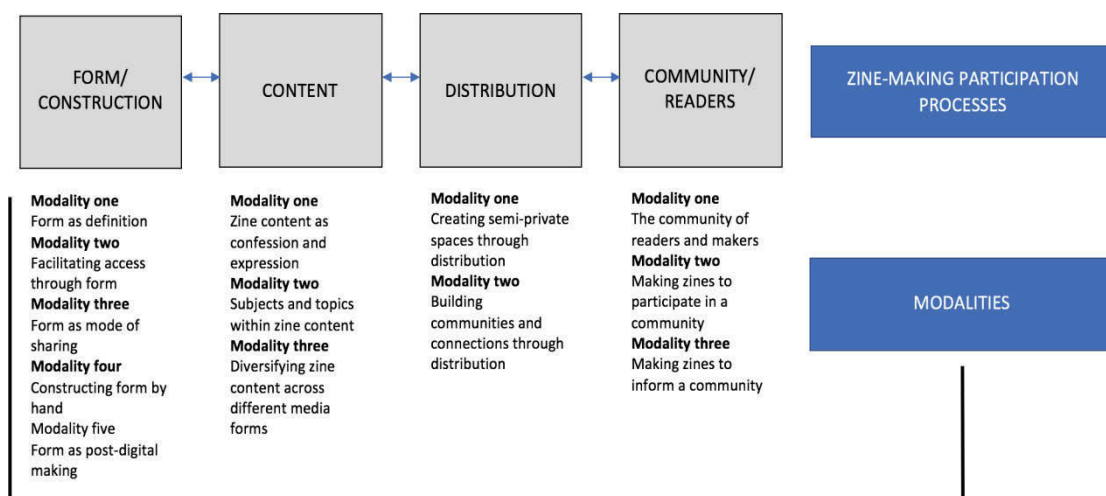 FORM/
CONSTRUCTION
CONTENT
DISTRIBUTION
COMMUNITY/
READERS
ZINE-MAKING PARTICIPATION
PROCESSES
Modality one
Form as definition
Modality two
Facilitating access
through form
Modality three
Form as mode of
sharing
Modality four
Constructing form by
hand
Modality five
Form as post-digital
making
Modality one
Zine content as
confession and
expression
Modality two
Subjects and topics
within zine content
Modality three
Diversifying zine
content across
different media
forms
Modality one
Creating semi-private
spaces through
distribution
Modality two
Building
communities and
connections through
distribution
Modality one
The community of
readers and makers
Modality two
Making zines to
participate in a
community
Modality three
Making zines to
inform a community
MODALITIES